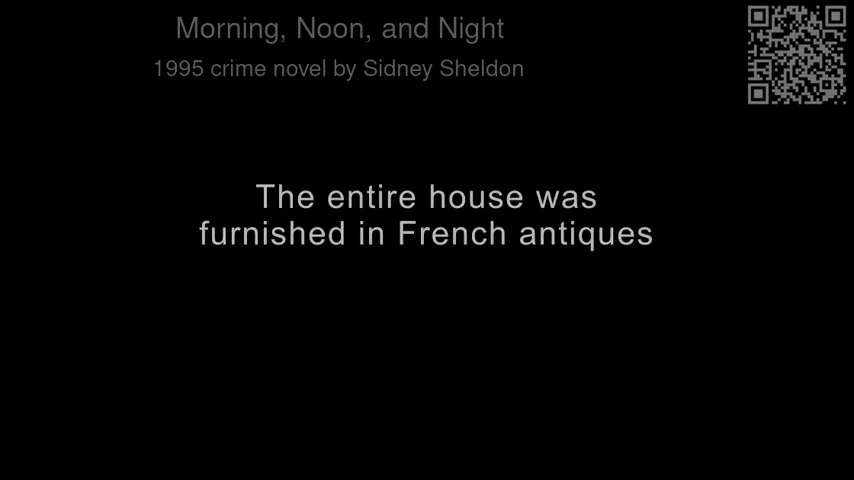 Morning, Noon, and Night
1995 crime novel by Sidney Sheldon
The entire house was
furnished in French antiques